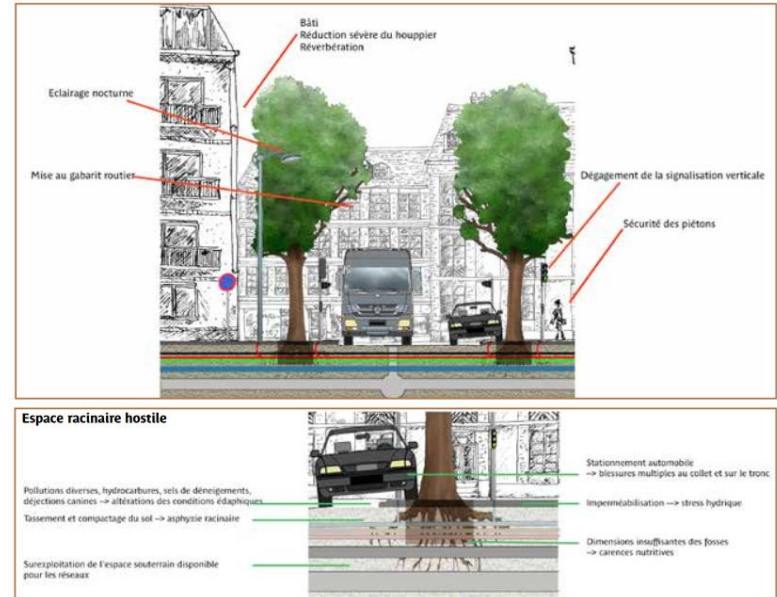 Bâti
Réduction sévère du houppier
Réverbération
Eclairage nocturne
Mise au gabarit routier
Dégagement de la signalisation verticale
Sécurité des piétons
Espace racinaire hostile
Pollutions diverses, hydrocarbures, sels de déneigements,
déjections canines —> altérations des conditions édaphiques
Tassement et compactage du sol —> asphyxie racinaire
Surexploitation de l'espace souterrain disponible
pour les réseaux
Stationnement automobile
—> blessures multiples au collet et sur le tronc
Imperméabilisation —> stress hydrique
Dimensions insuffisantes des fosses
—> carences nutritives